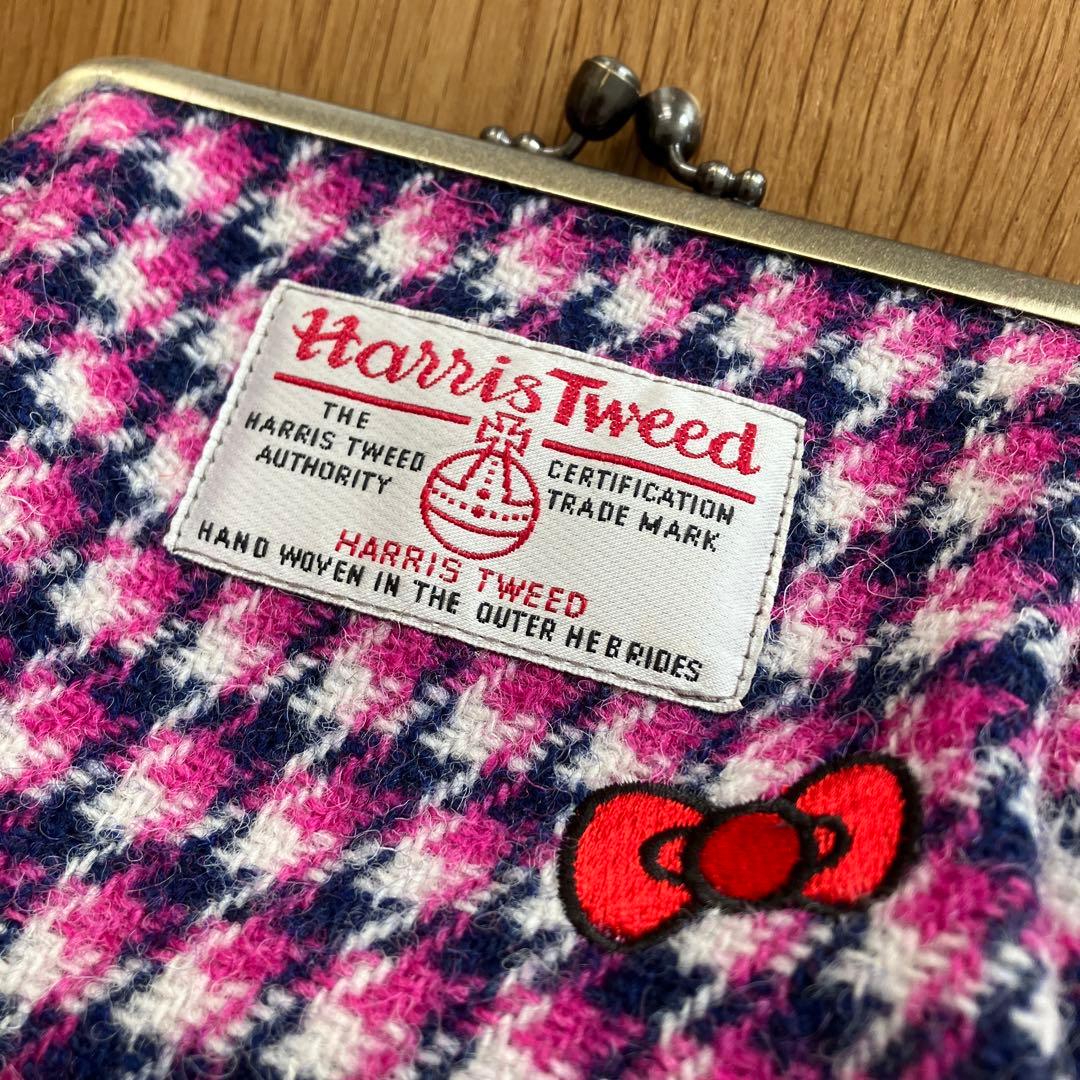 Harris Tweed
THE
HARRIS TWEED
AUTHORITY
CERTIFICATION
TRADE MARK
HARRIS TWEED
HAND WOVEN IN THE OUTER HEBRIDES